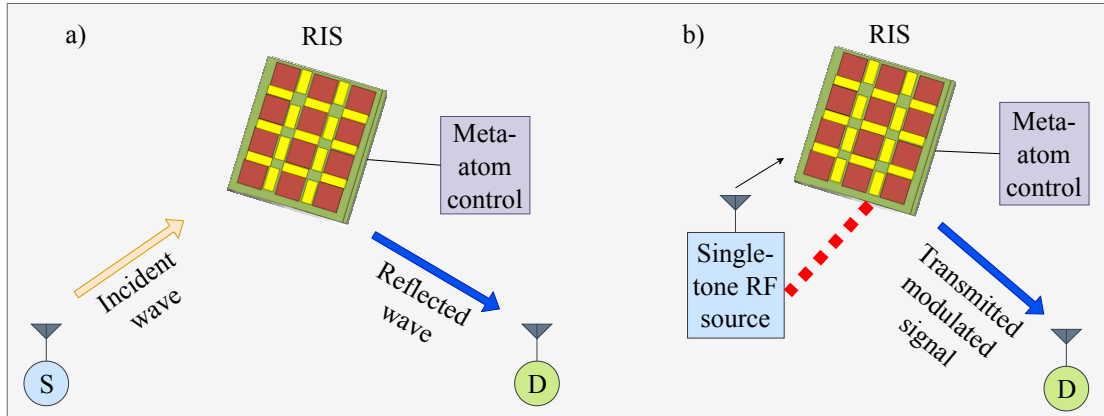 a)
RIS
Meta-
atom
control
Incident
wave
Reflected
wave
S
D
b)
RIS
Meta-
atom
control
Single-
tone RF
source
Transmitted
modulated
signal
D